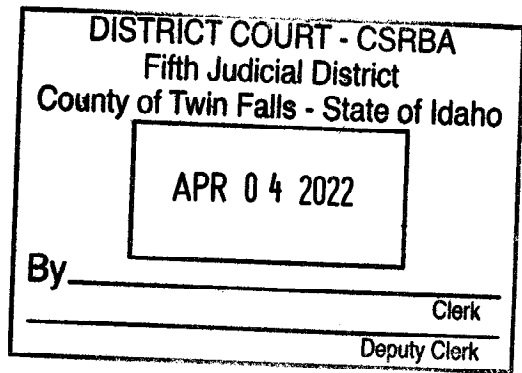 DISTRICT COURT - CSRBA
Fifth Judicial District
County of Twin Falls - State of Idaho
APR 04 2022
By
Clerk
Deputy Clerk